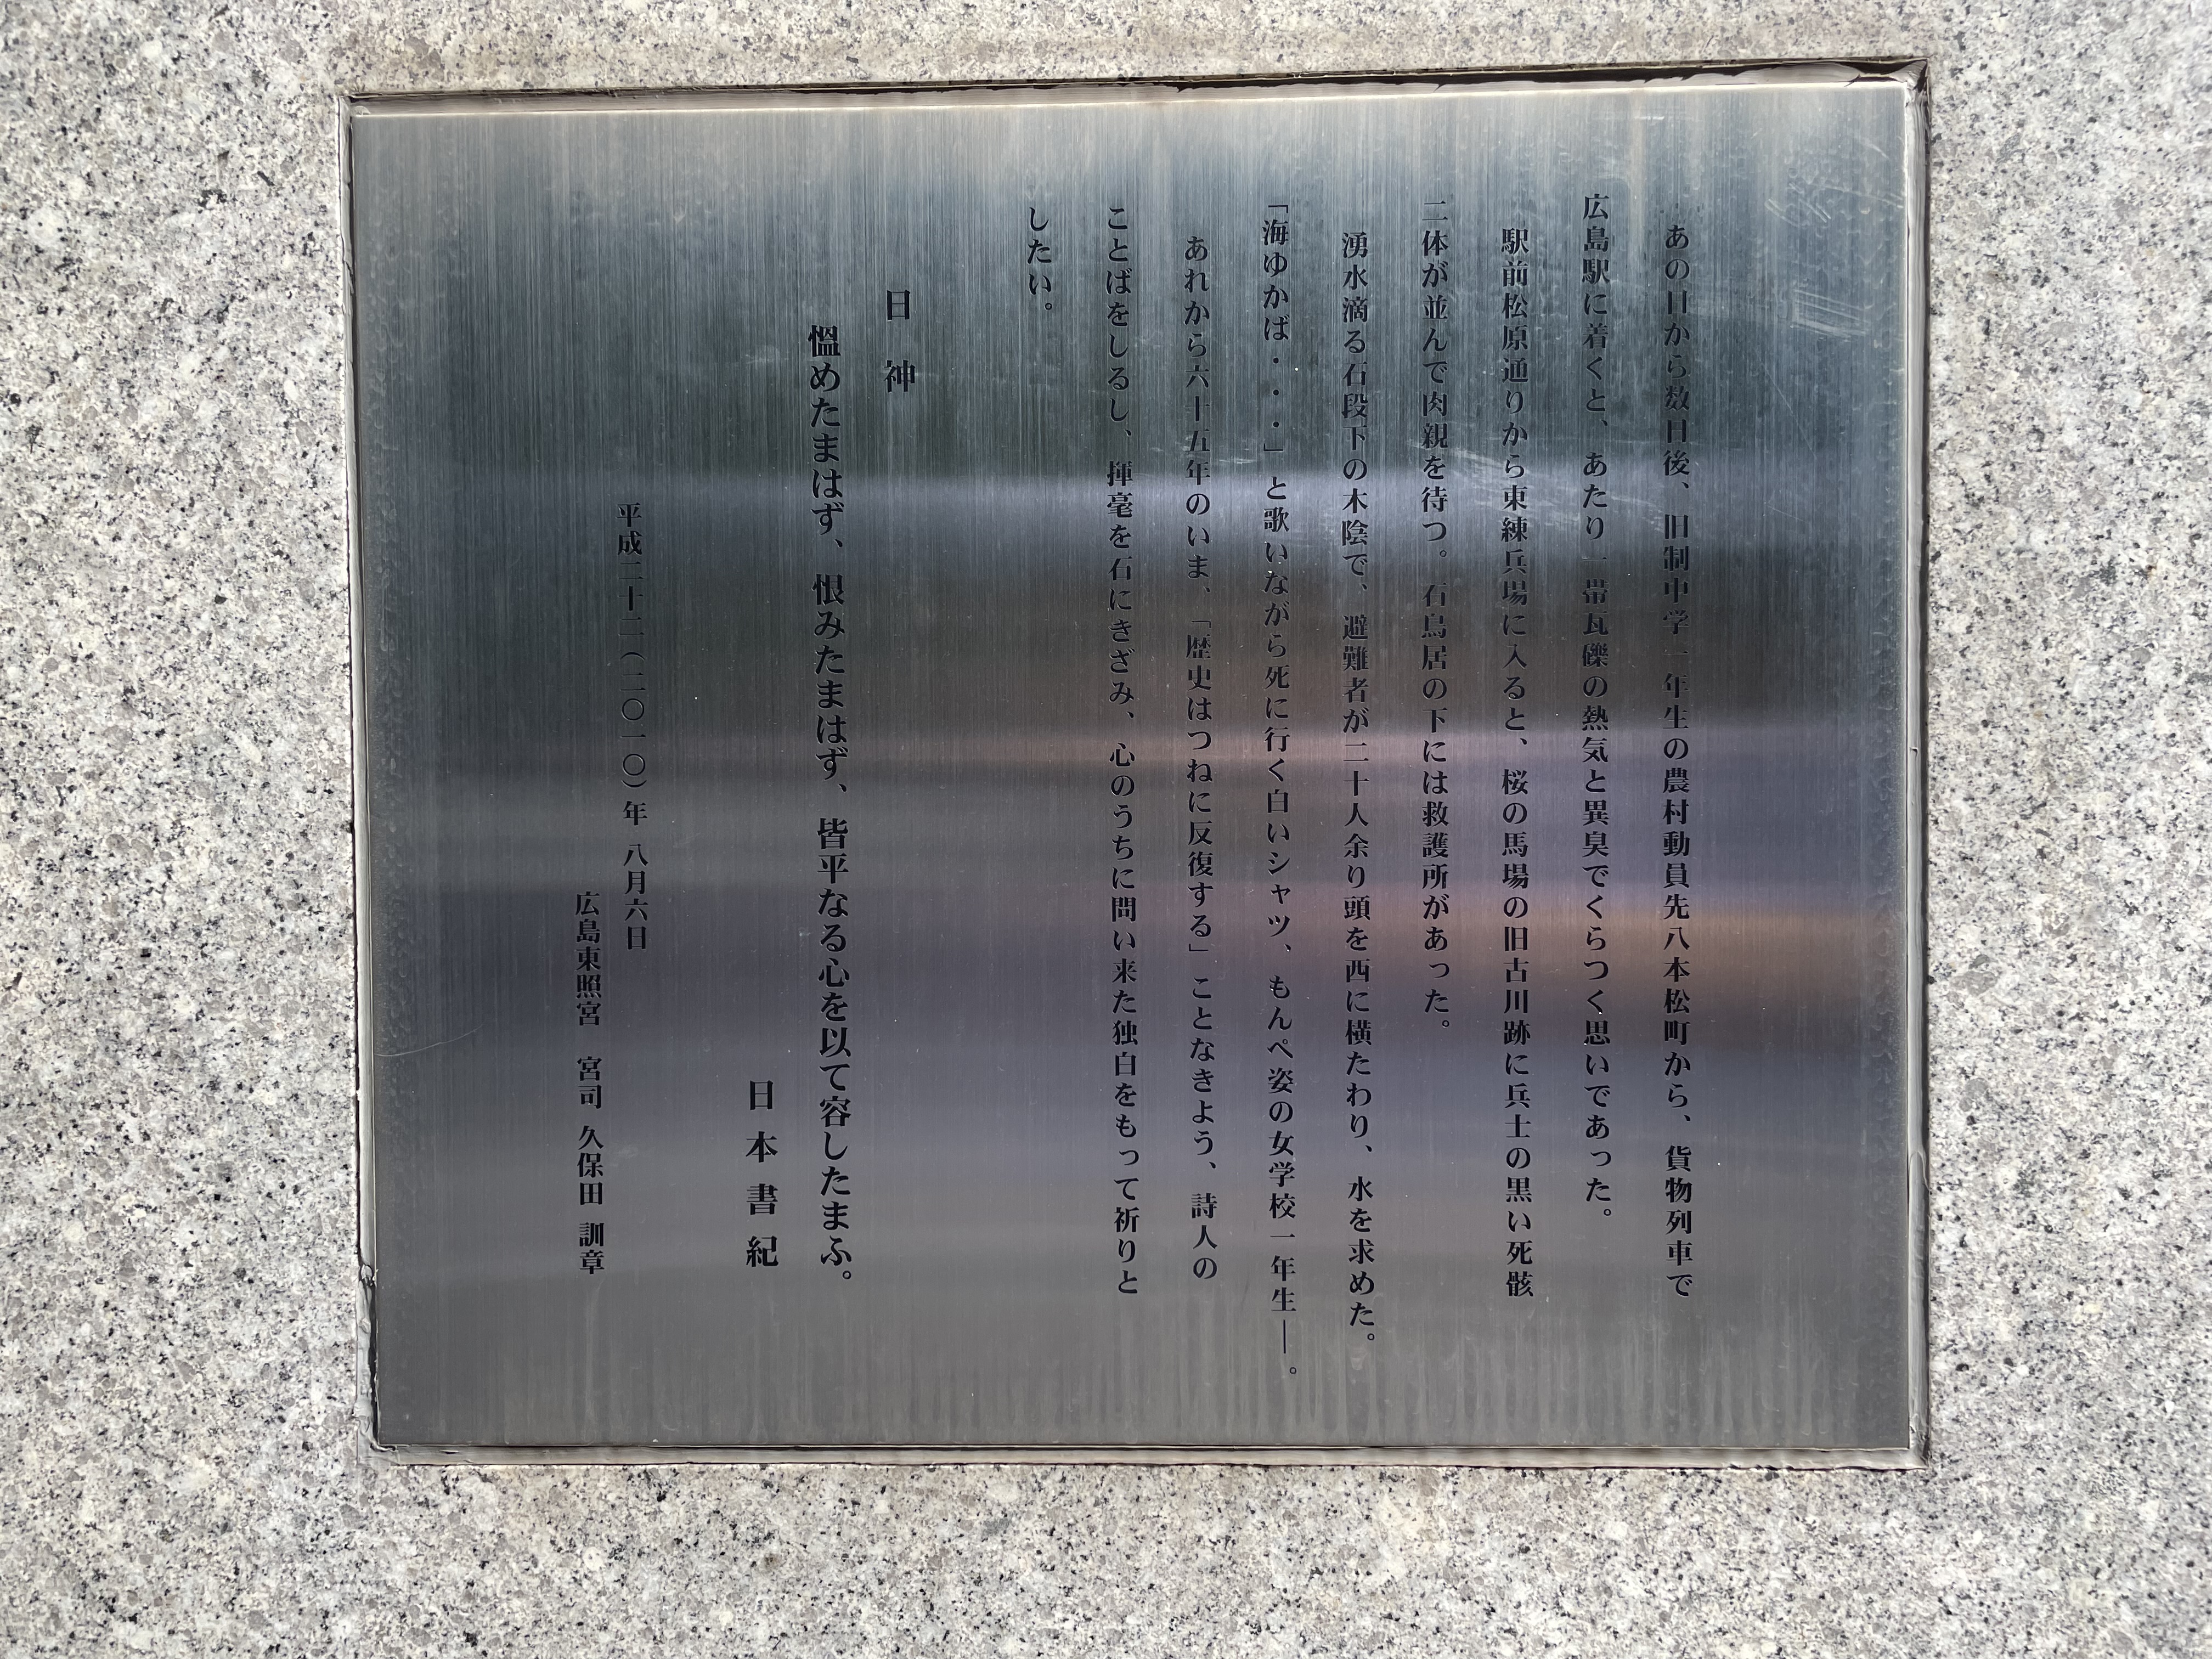 あの日から数日後、旧制中学一年生の農村動員先八本松町から、貨物列車で
広島駅に着くと、あたり一帯瓦礫の熱気と異臭でくらつく思いであった。
駅前松原通りから東練兵場に入ると、桜の馬場の旧古川跡に兵士の黒い死骸
二体が並んで肉親を待つ。石鳥居の下には救護所があった。
湧水滴る石段下の木陰で、避難者が二十人余り頭を西に横たわり、水を求めた。
「海ゆかば・・・」と歌いながら死に行く白いシャツ、もんペ姿の女学校一年生―。
あれから六十五年のいま、「歴史はつねに反復する」ことなきよう、詩人の
ことばをしるし、揮毫を石にきざみ、心のうちに問い来た独白をもって祈りと
したい。
日神
慍めたまはず、恨みたまはず、皆平なる心を以て容したまふ。
日本書紀
平成二十二(二〇一〇)年 八月六日
広島東照宮 宮司 久保田 訓章